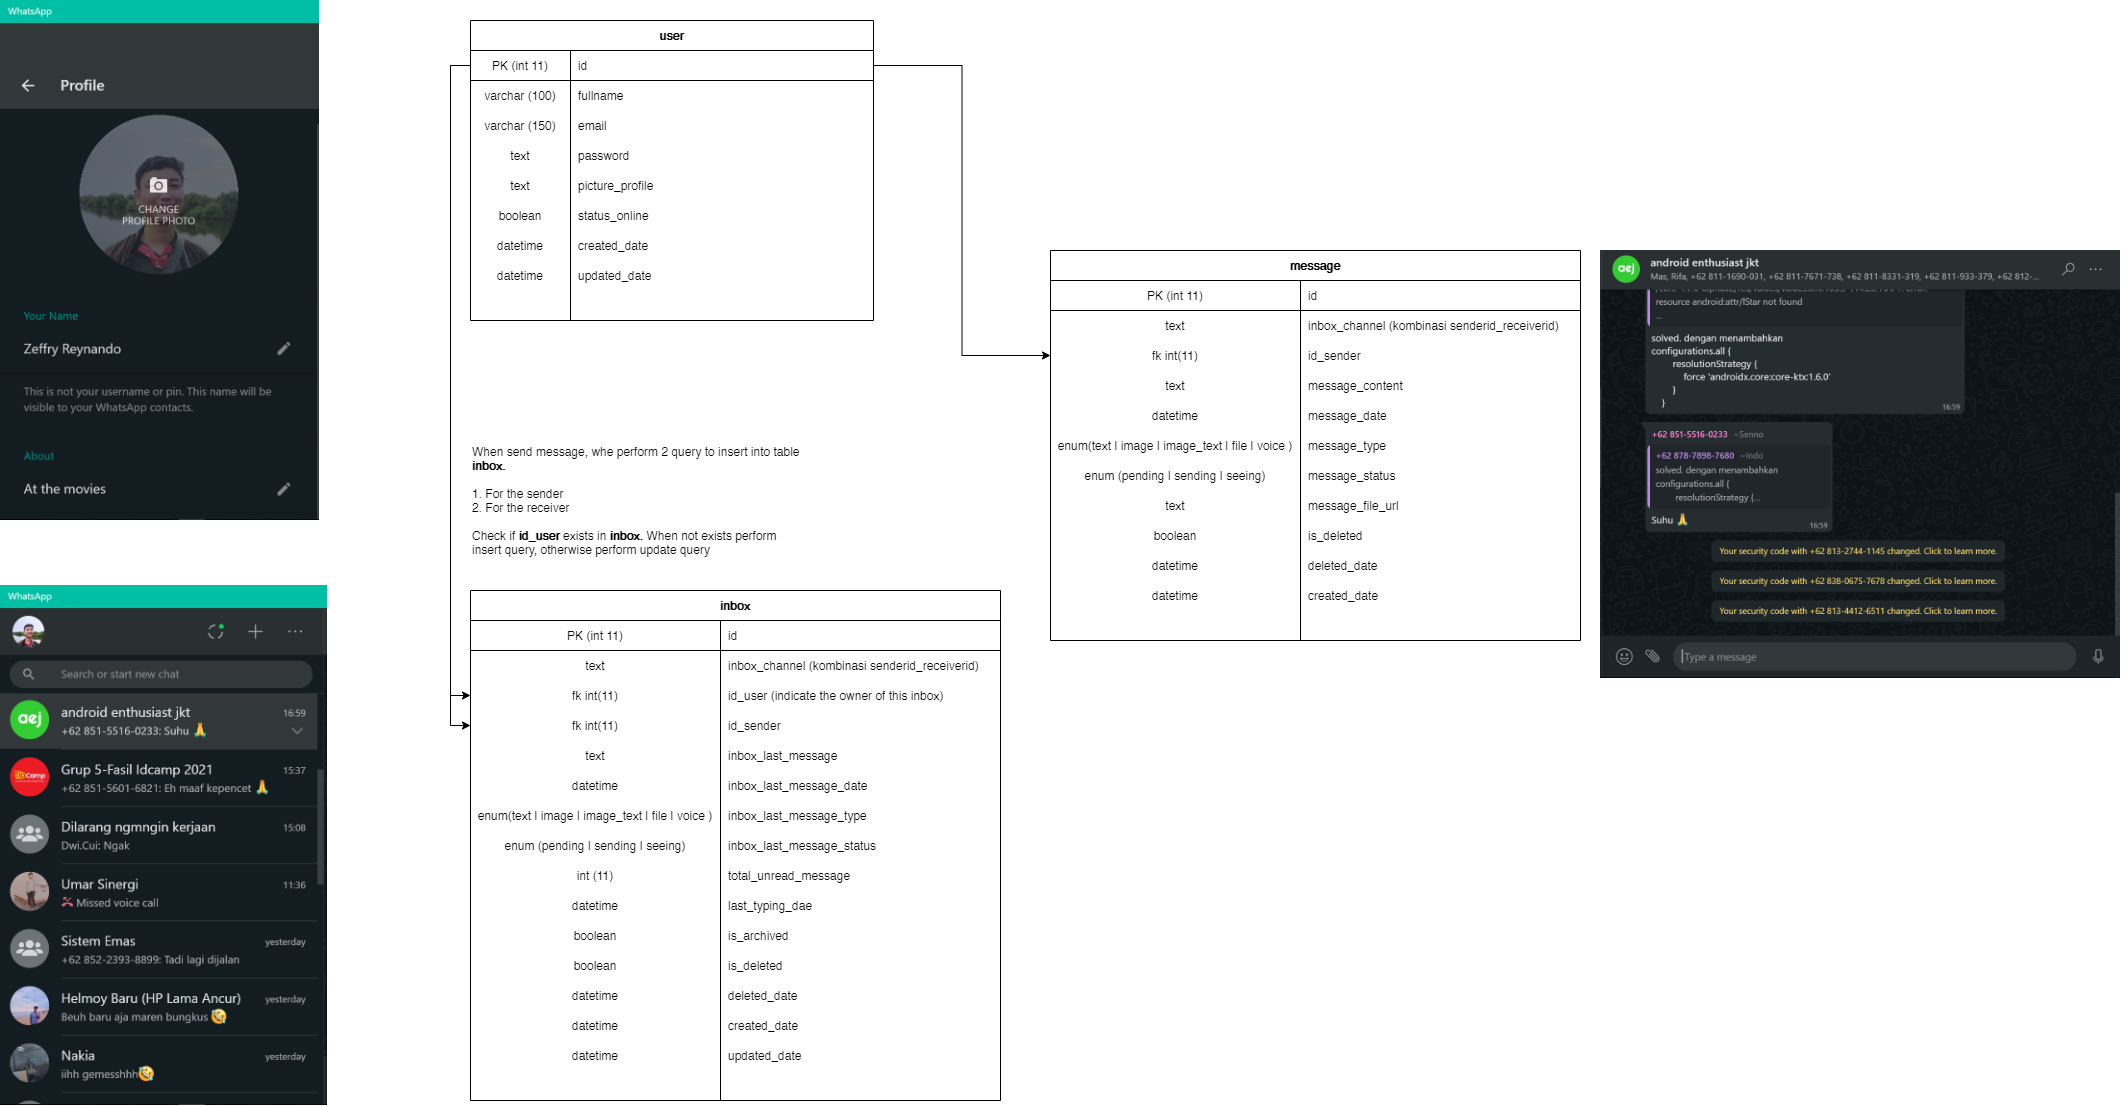 WhatsApp
Profile
CHANGE
PROFILE PHOTO
Your Name
Zeffry Reynando
This is not your username or pin. This name will be
visible to your WhatsApp contacts.
About
At the movies
WhatsApp
Search or start new chat
android enthusiast jkt 16:59
+62 851-5516-0233: Suhu 🙏
Grup 5-Fasil Idcamp 2021 15:37
+62 851-5601-6821: Eh maaf kepencet 🙏
Dilarang ngmngin kerjaan 15:08
Dwi.Cui: Ngak
Umar Sinergi 11:36
Missed voice call
Sistem Emas yesterday
+62 852-2393-8899: Tadi lagi dijalan
Helmoy Baru (HP Lama Ancur) yesterday
Beuh baru aja maren bungkus 🤣
Nakia yesterday
iihh gemesshhh🤣
user
PK (int 11) id
varchar (100) fullname
varchar (150) email
text password
text picture_profile
boolean status_online
datetime created_date
datetime updated_date
When send message, whe perform 2 query to insert into table
inbox.
1. For the sender
2. For the receiver
Check if id_user exists in inbox. When not exists perform
insert query, otherwise perform update query
inbox
PK (int 11) id
text inbox_channel (kombinasi senderid_receiverid)
fk int(11) id_user (indicate the owner of this inbox)
fk int(11) id_sender
text inbox_last_message
datetime inbox_last_message_date
enum(text | image | image_text | file | voice ) inbox_last_message_type
enum (pending | sending | seeing) inbox_last_message_status
int (11) total_unread_message
datetime last_typing_dae
boolean is_archived
boolean is_deleted
datetime deleted_date
datetime created_date
datetime updated_date
message
PK (int 11) id
text inbox_channel (kombinasi senderid_receiverid)
fk int(11) id_sender
text message_content
datetime message_date
enum(text | image | image_text | file | voice ) message_type
enum (pending | sending | seeing) message_status
text message_file_url
boolean is_deleted
datetime deleted_date
datetime created_date
aej android enthusiast jkt
Mas, Rifa, +62 811-1690-031, +62 811-7671-738, +62 811-8331-319, +62 811-933-379, +62 812-...
resource android:attr/lStar not found
...
solved. dengan menambahkan
configurations.all {
resolutionStrategy {
force 'androidx.core:core-ktx:1.6.0'
}
}
16:59
+62 851-5516-0233 ~Senno
+62 878-7898-7680 ~Indo
solved. dengan menambahkan
configurations.all {
resolutionStrategy {...
Suhu 🙏
16:59
Your security code with +62 813-2744-1145 changed. Click to learn more.
Your security code with +62 838-0675-7678 changed. Click to learn more.
Your security code with +62 813-4412-6511 changed. Click to learn more.
Type a message